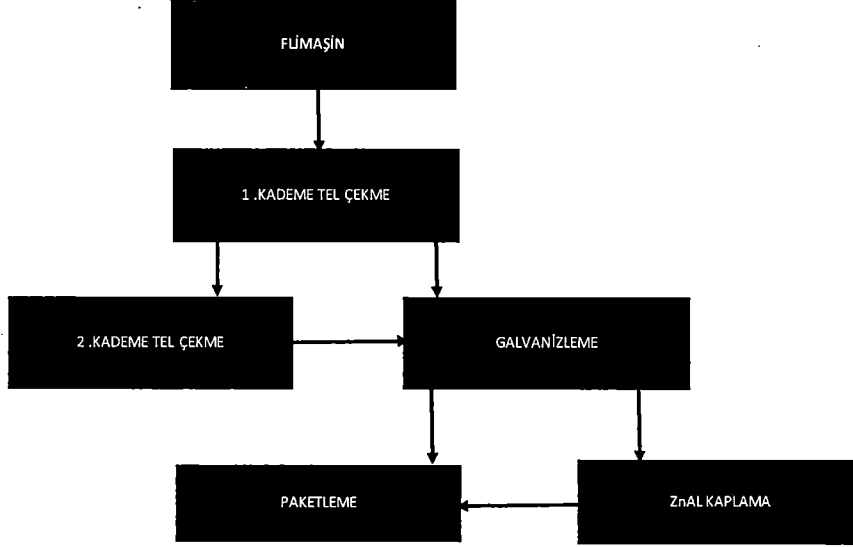 FLİMAŞİN
1 .KADEME TEL ÇEKME
2 .KADEME TEL ÇEKME
GALVANİZLEME
PAKETLEME
ZnAL KAPLAMA